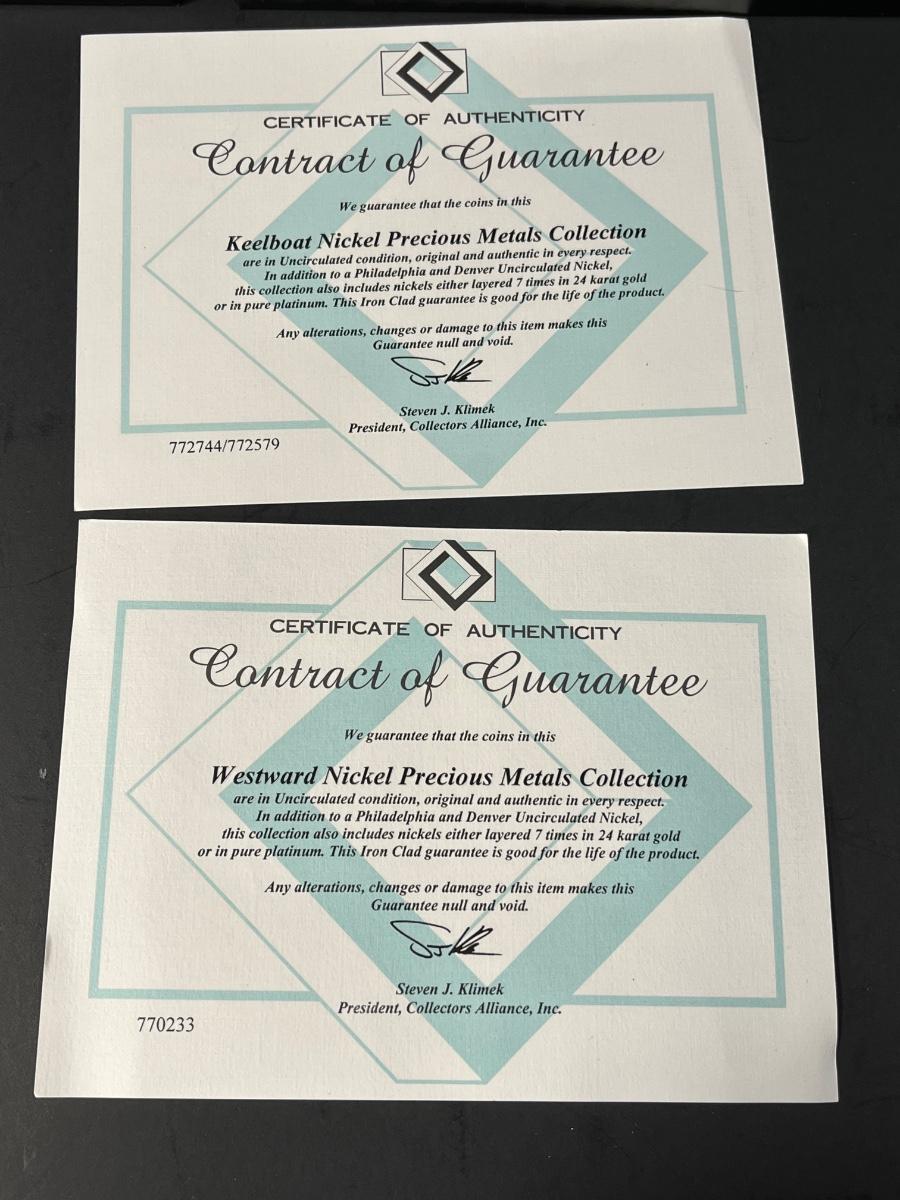 CERTIFICATE OF AUTHENTICITY
Contract of Guarantee
We guarantee that the coins in this
Keelboat Nickel Precious Metals Collection
are in Uncirculated condition, original and authentic in every respect.
In addition to a Philadelphia and Denver Uncirculated Nickel,
this collection also includes nickels either layered 7 times in 24 karat gold
or in pure platinum. This Iron Clad guarantee is good for the life of the product.
Any alterations, changes or damage to this item makes this
Guarantee null and void.
Steven J. Klimek
President, Collectors Alliance, Inc.
772744/772579
CERTIFICATE OF AUTHENTICITY
Contract of Guarantee
We guarantee that the coins in this
Westward Nickel Precious Metals Collection
are in Uncirculated condition, original and authentic in every respect.
In addition to a Philadelphia and Denver Uncirculated Nickel,
this collection also includes nickels either layered 7 times in 24 karat gold
or in pure platinum. This Iron Clad guarantee is good for the life of the product.
Any alterations, changes or damage to this item makes this
Guarantee null and void.
Steven J. Klimek
President, Collectors Alliance, Inc.
770233